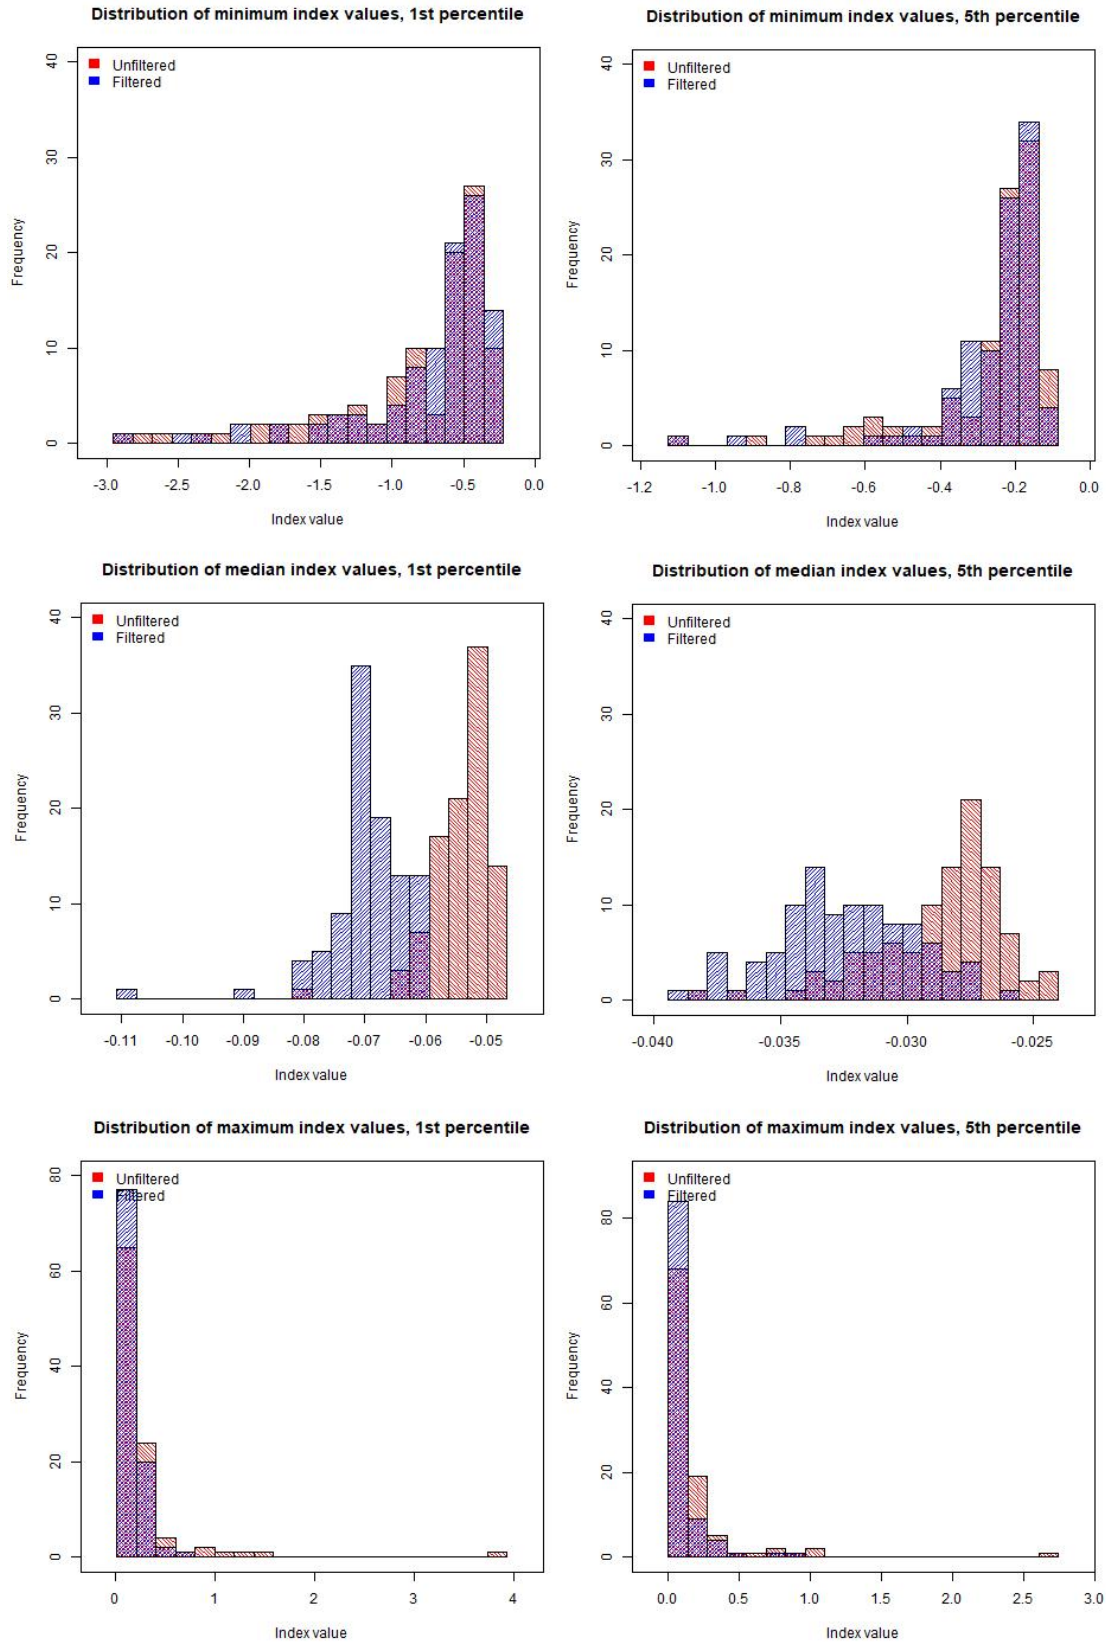 Distribution of minimum index values, 1st percentile
Unfiltered
Filtered
Frequency
40
30
20
10
0
-3.0 -2.5 -2.0 -1.5 -1.0 -0.5 0.0
Index value
Distribution of minimum index values, 5th percentile
Unfiltered
Filtered
Frequency
40
30
20
10
0
-1.2 -1.0 -0.8 -0.6 -0.4 -0.2 0.0
Index value
Distribution of median index values, 1st percentile
Unfiltered
Filtered
Frequency
40
30
20
10
0
-0.11 -0.10 -0.09 -0.08 -0.07 -0.06 -0.05
Index value
Distribution of median index values, 5th percentile
Unfiltered
Filtered
Frequency
40
30
20
10
0
-0.040 -0.035 -0.030 -0.025
Index value
Distribution of maximum index values, 1st percentile
Unfiltered
Filtered
Frequency
80
60
40
20
0
0 1 2 3 4
Index value
Distribution of maximum index values, 5th percentile
Unfiltered
Filtered
Frequency
80
60
40
20
0
0.0 0.5 1.0 1.5 2.0 2.5 3.0
Index value